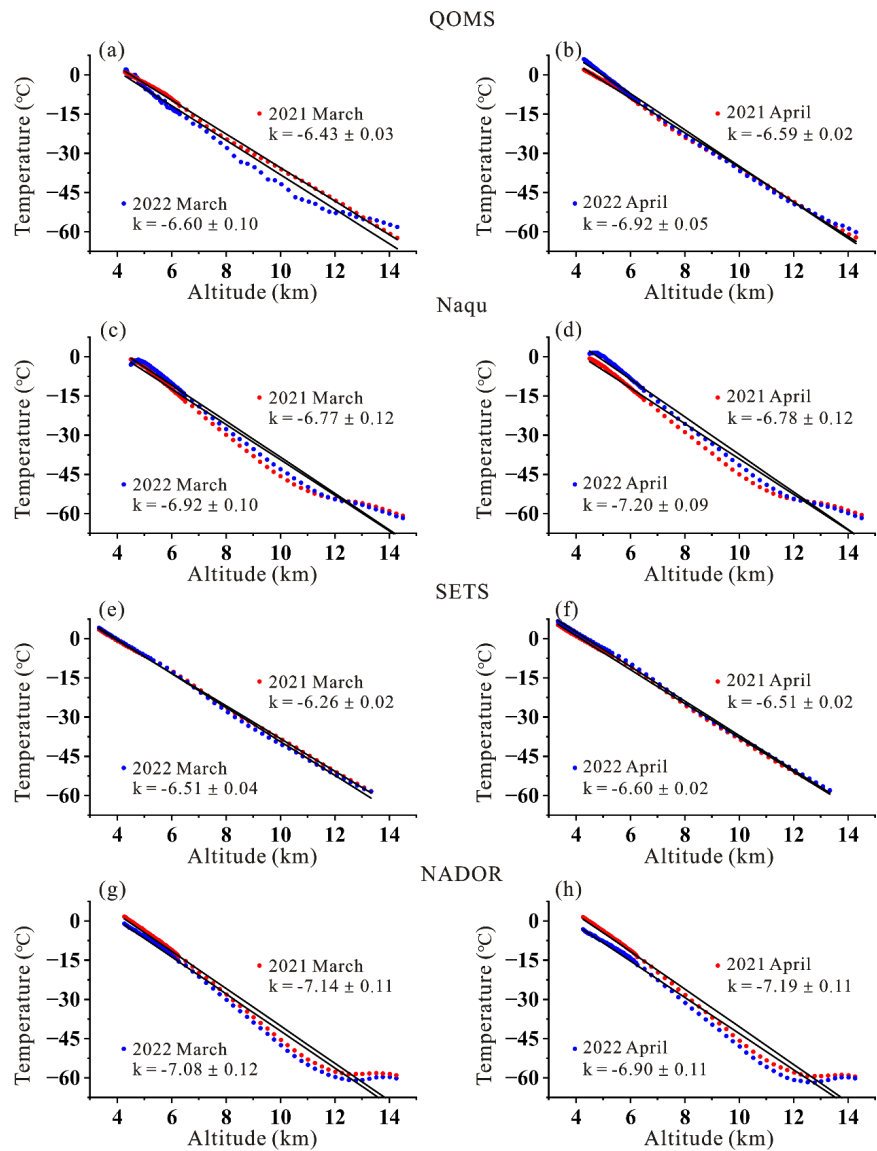 QOMS
(a)
Temperature (℃)
0
−15
−30
−45
−60
2021 March
k = -6.43 ± 0.03
2022 March
k = -6.60 ± 0.10
4 6 8 10 12 14
Altitude (km)
(b)
Temperature (℃)
0
−15
−30
−45
−60
2021 April
k = -6.59 ± 0.02
2022 April
k = -6.92 ± 0.05
4 6 8 10 12 14
Altitude (km)
Naqu
(c)
Temperature (℃)
0
−15
−30
−45
−60
2021 March
k = -6.77 ± 0.12
2022 March
k = -6.92 ± 0.10
4 6 8 10 12 14
Altitude (km)
(d)
Temperature (℃)
0
−15
−30
−45
−60
2021 April
k = -6.78 ± 0.12
2022 April
k = -7.20 ± 0.09
4 6 8 10 12 14
Altitude (km)
SETS
(e)
Temperature (℃)
0
−15
−30
−45
−60
2021 March
k = -6.26 ± 0.02
2022 March
k = -6.51 ± 0.04
4 6 8 10 12 14
Altitude (km)
(f)
Temperature (℃)
0
−15
−30
−45
−60
2021 April
k = -6.51 ± 0.02
2022 April
k = -6.60 ± 0.02
4 6 8 10 12 14
Altitude (km)
NADOR
(g)
Temperature (℃)
0
−15
−30
−45
−60
2021 March
k = -7.14 ± 0.11
2022 March
k = -7.08 ± 0.12
4 6 8 10 12 14
Altitude (km)
(h)
Temperature (℃)
0
−15
−30
−45
−60
2021 April
k = -7.19 ± 0.11
2022 April
k = -6.90 ± 0.11
4 6 8 10 12 14
Altitude (km)